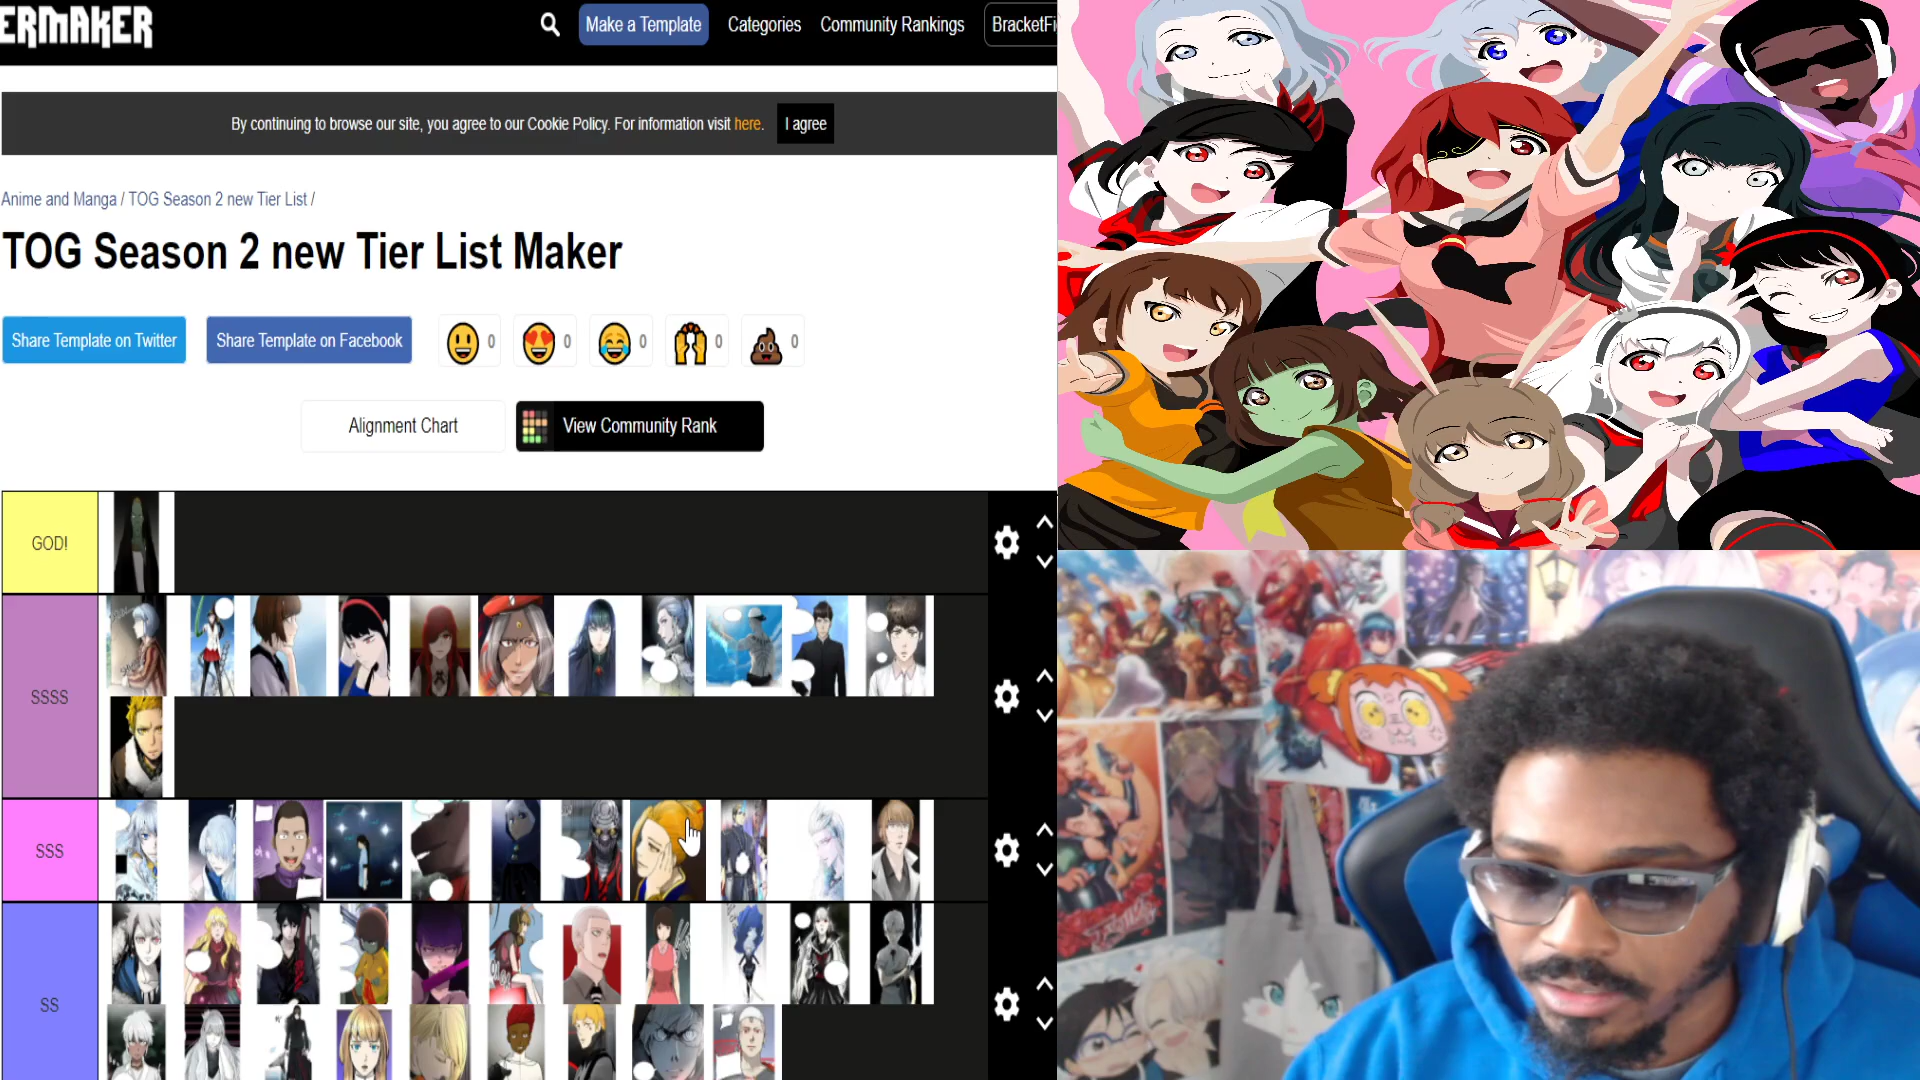 ERMAKER
Make a Template
Categories
Community Rankings
BracketFi
By continuing to browse our site, you agree to our Cookie Policy. For information visit here.
I agree
Anime and Manga / TOG Season 2 new Tier List /
TOG Season 2 new Tier List Maker
Share Template on Twitter
Share Template on Facebook
0
0
0
0
0
Alignment Chart
View Community Rank
GOD!
SSSS
SSS
SS